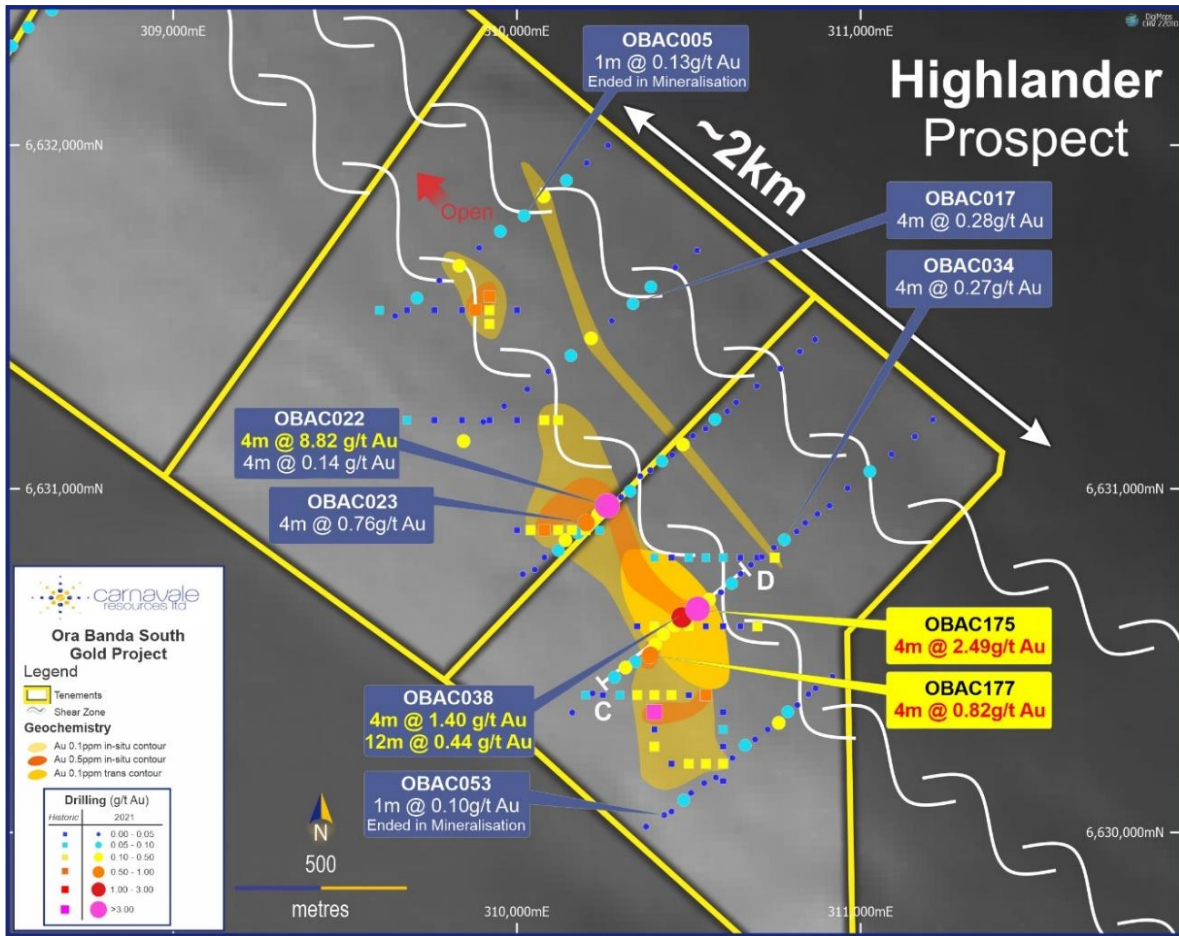 DigiMaps
309,000mE
310,000mE
311,000mE
OBAC005
1m @ 0.13g/t Au
Ended in Mineralisation
Highlander
Prospect
~2km
6,632,000mN
Open
OBAC017
4m @ 0.28g/t Au
OBAC034
4m @ 0.27g/t Au
OBAC022
4m @ 8.82 g/t Au
4m @ 0.14 g/t Au
6,631,000mN
6,631,000mN
OBAC023
4m @ 0.76g/t Au
D
C
OBAC175
4m @ 2.49g/t Au
OBAC177
4m @ 0.82g/t Au
OBAC038
4m @ 1.40 g/t Au
12m @ 0.44 g/t Au
OBAC053
1m @ 0.10g/t Au
Ended in Mineralisation
6,630,000mN
carnavale
resources ltd
Ora Banda South
Gold Project
Legend
Tenements
Shear Zone
Geochemistry
Au 0.1ppm in-situ contour
Au 0.5ppm in-situ contour
Au 0.1ppm trans contour
Drilling (g/t Au)
Historic 2021
0.00 - 0.05
0.05 - 0.10
0.10 - 0.50
0.50 - 1.00
1.00 - 3.00
>3.00
N
500
metres
310,000mE
311,000mE